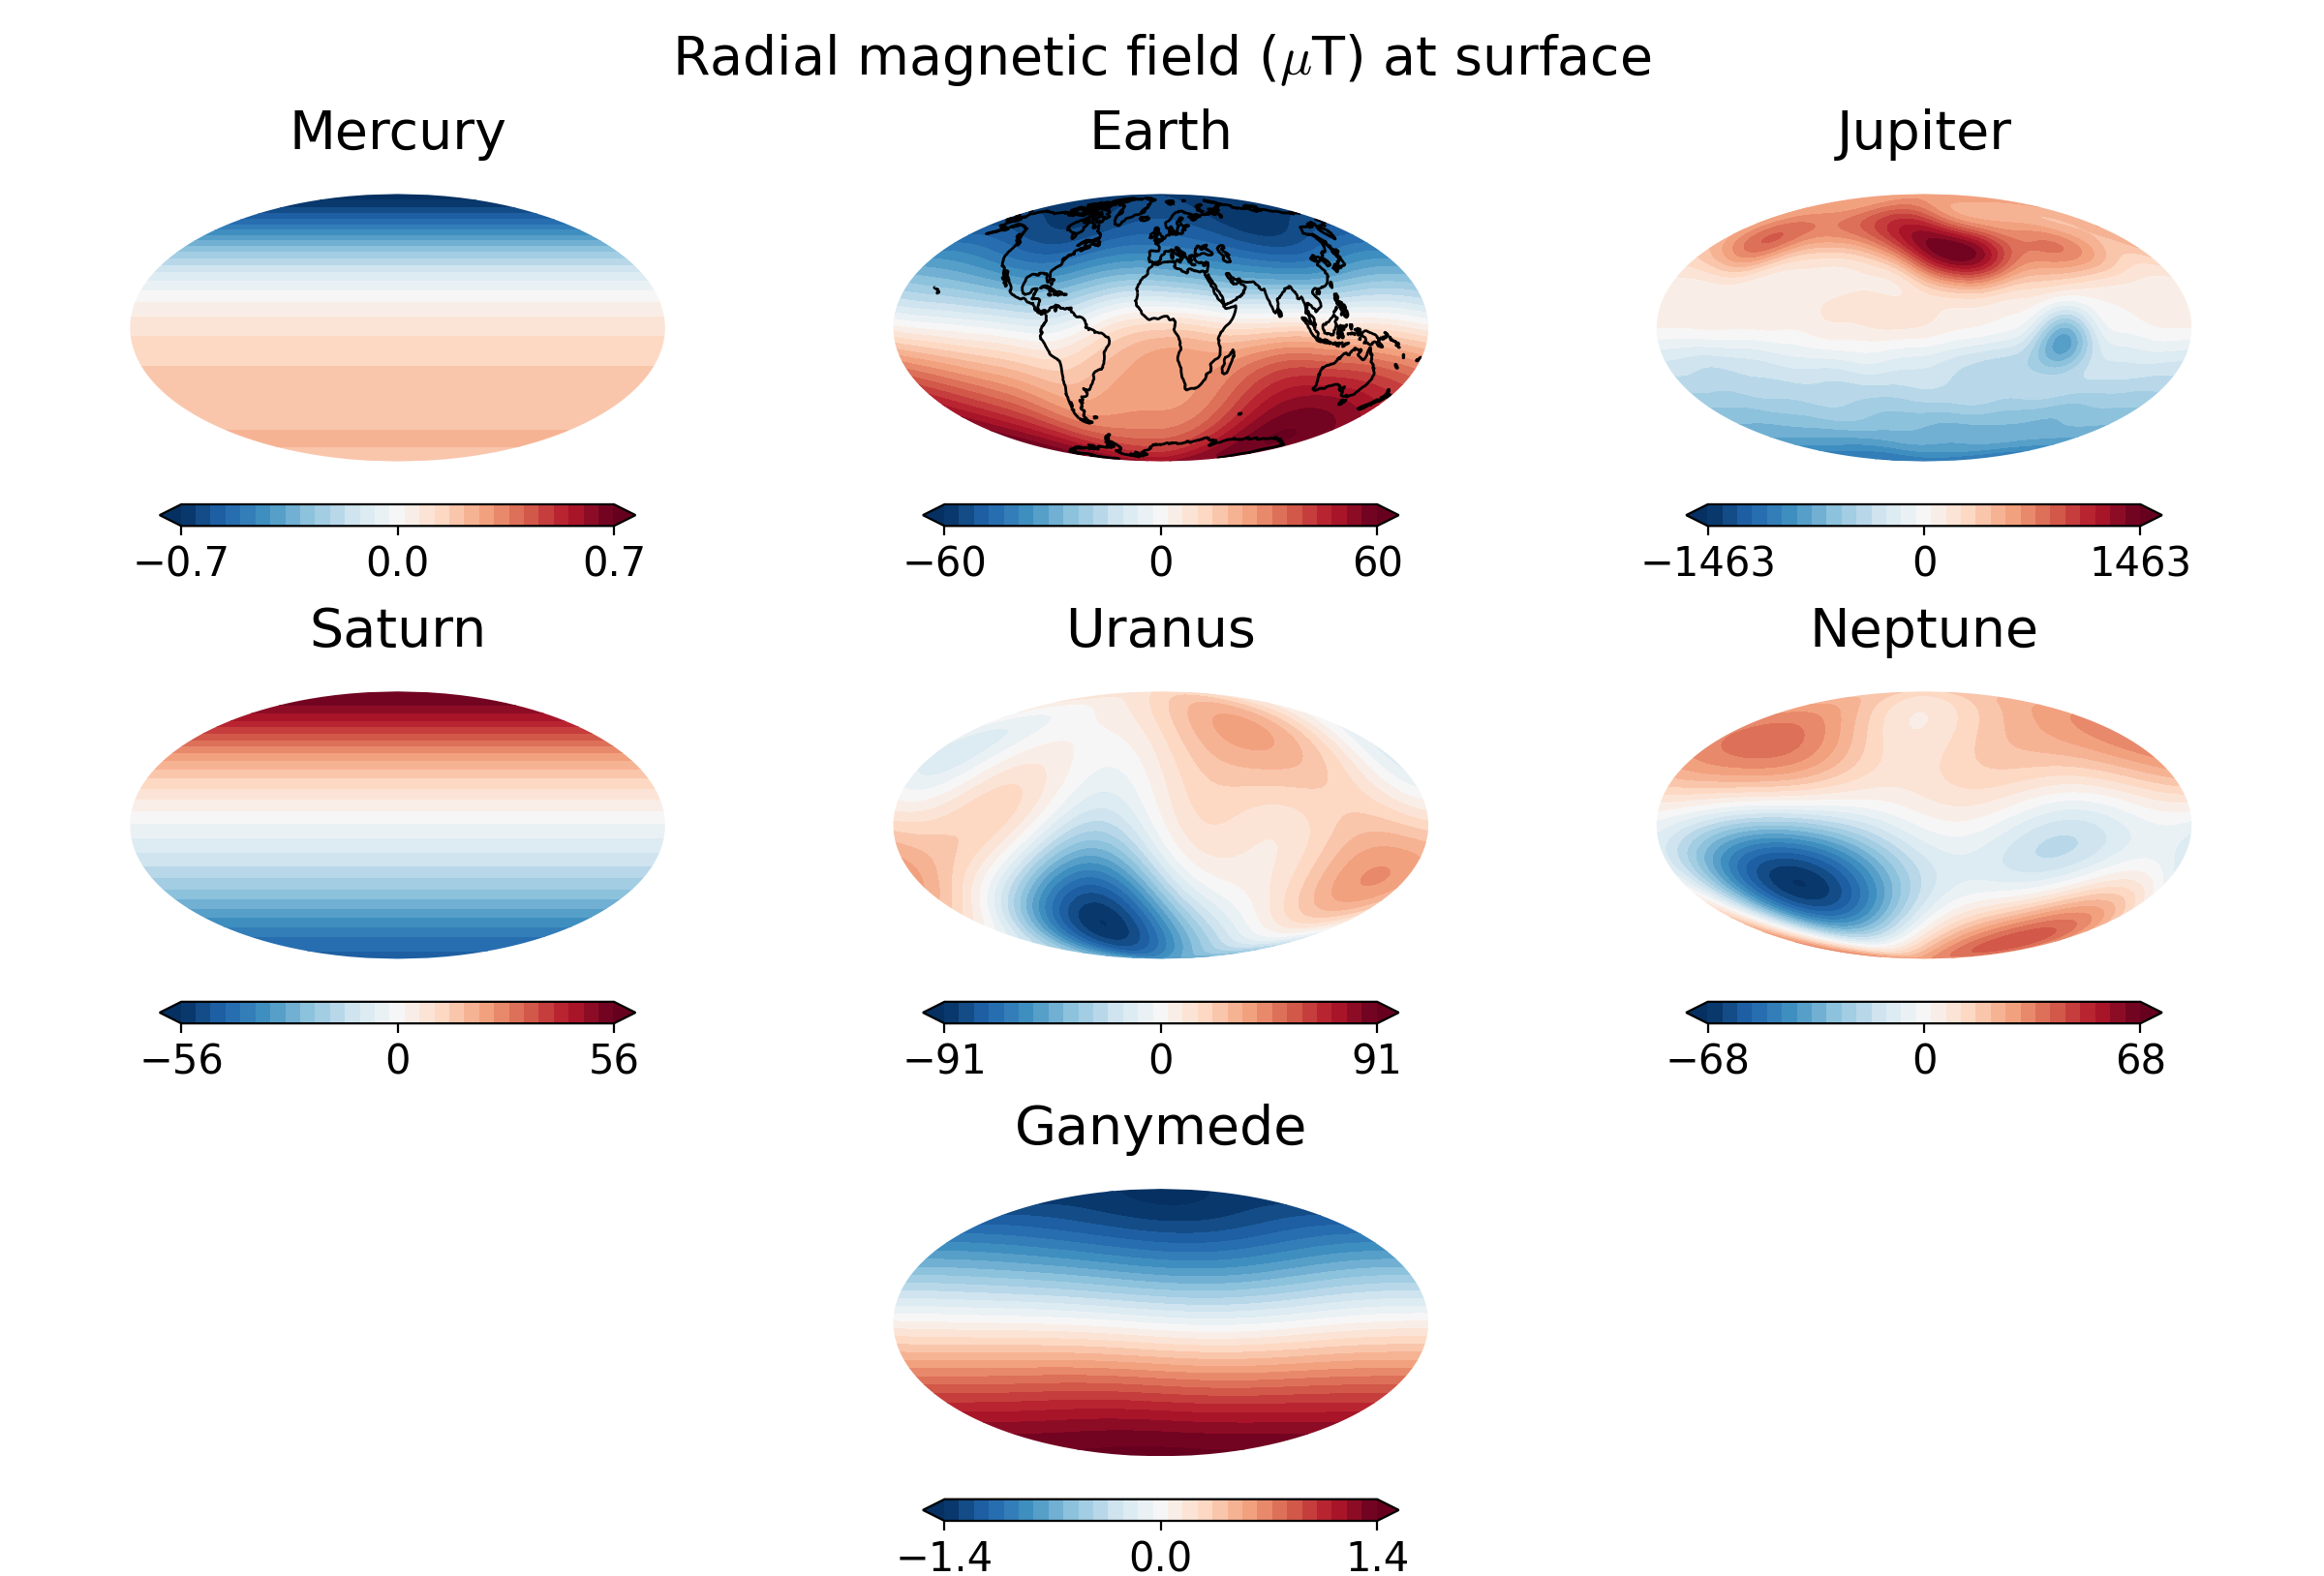 Radial magnetic field (μT) at surface
Mercury
Earth
Jupiter
−0.7 0.0 0.7
−60 0 60
−1463 0 1463
Saturn
Uranus
Neptune
−56 0 56
−91 0 91
−68 0 68
Ganymede
−1.4 0.0 1.4